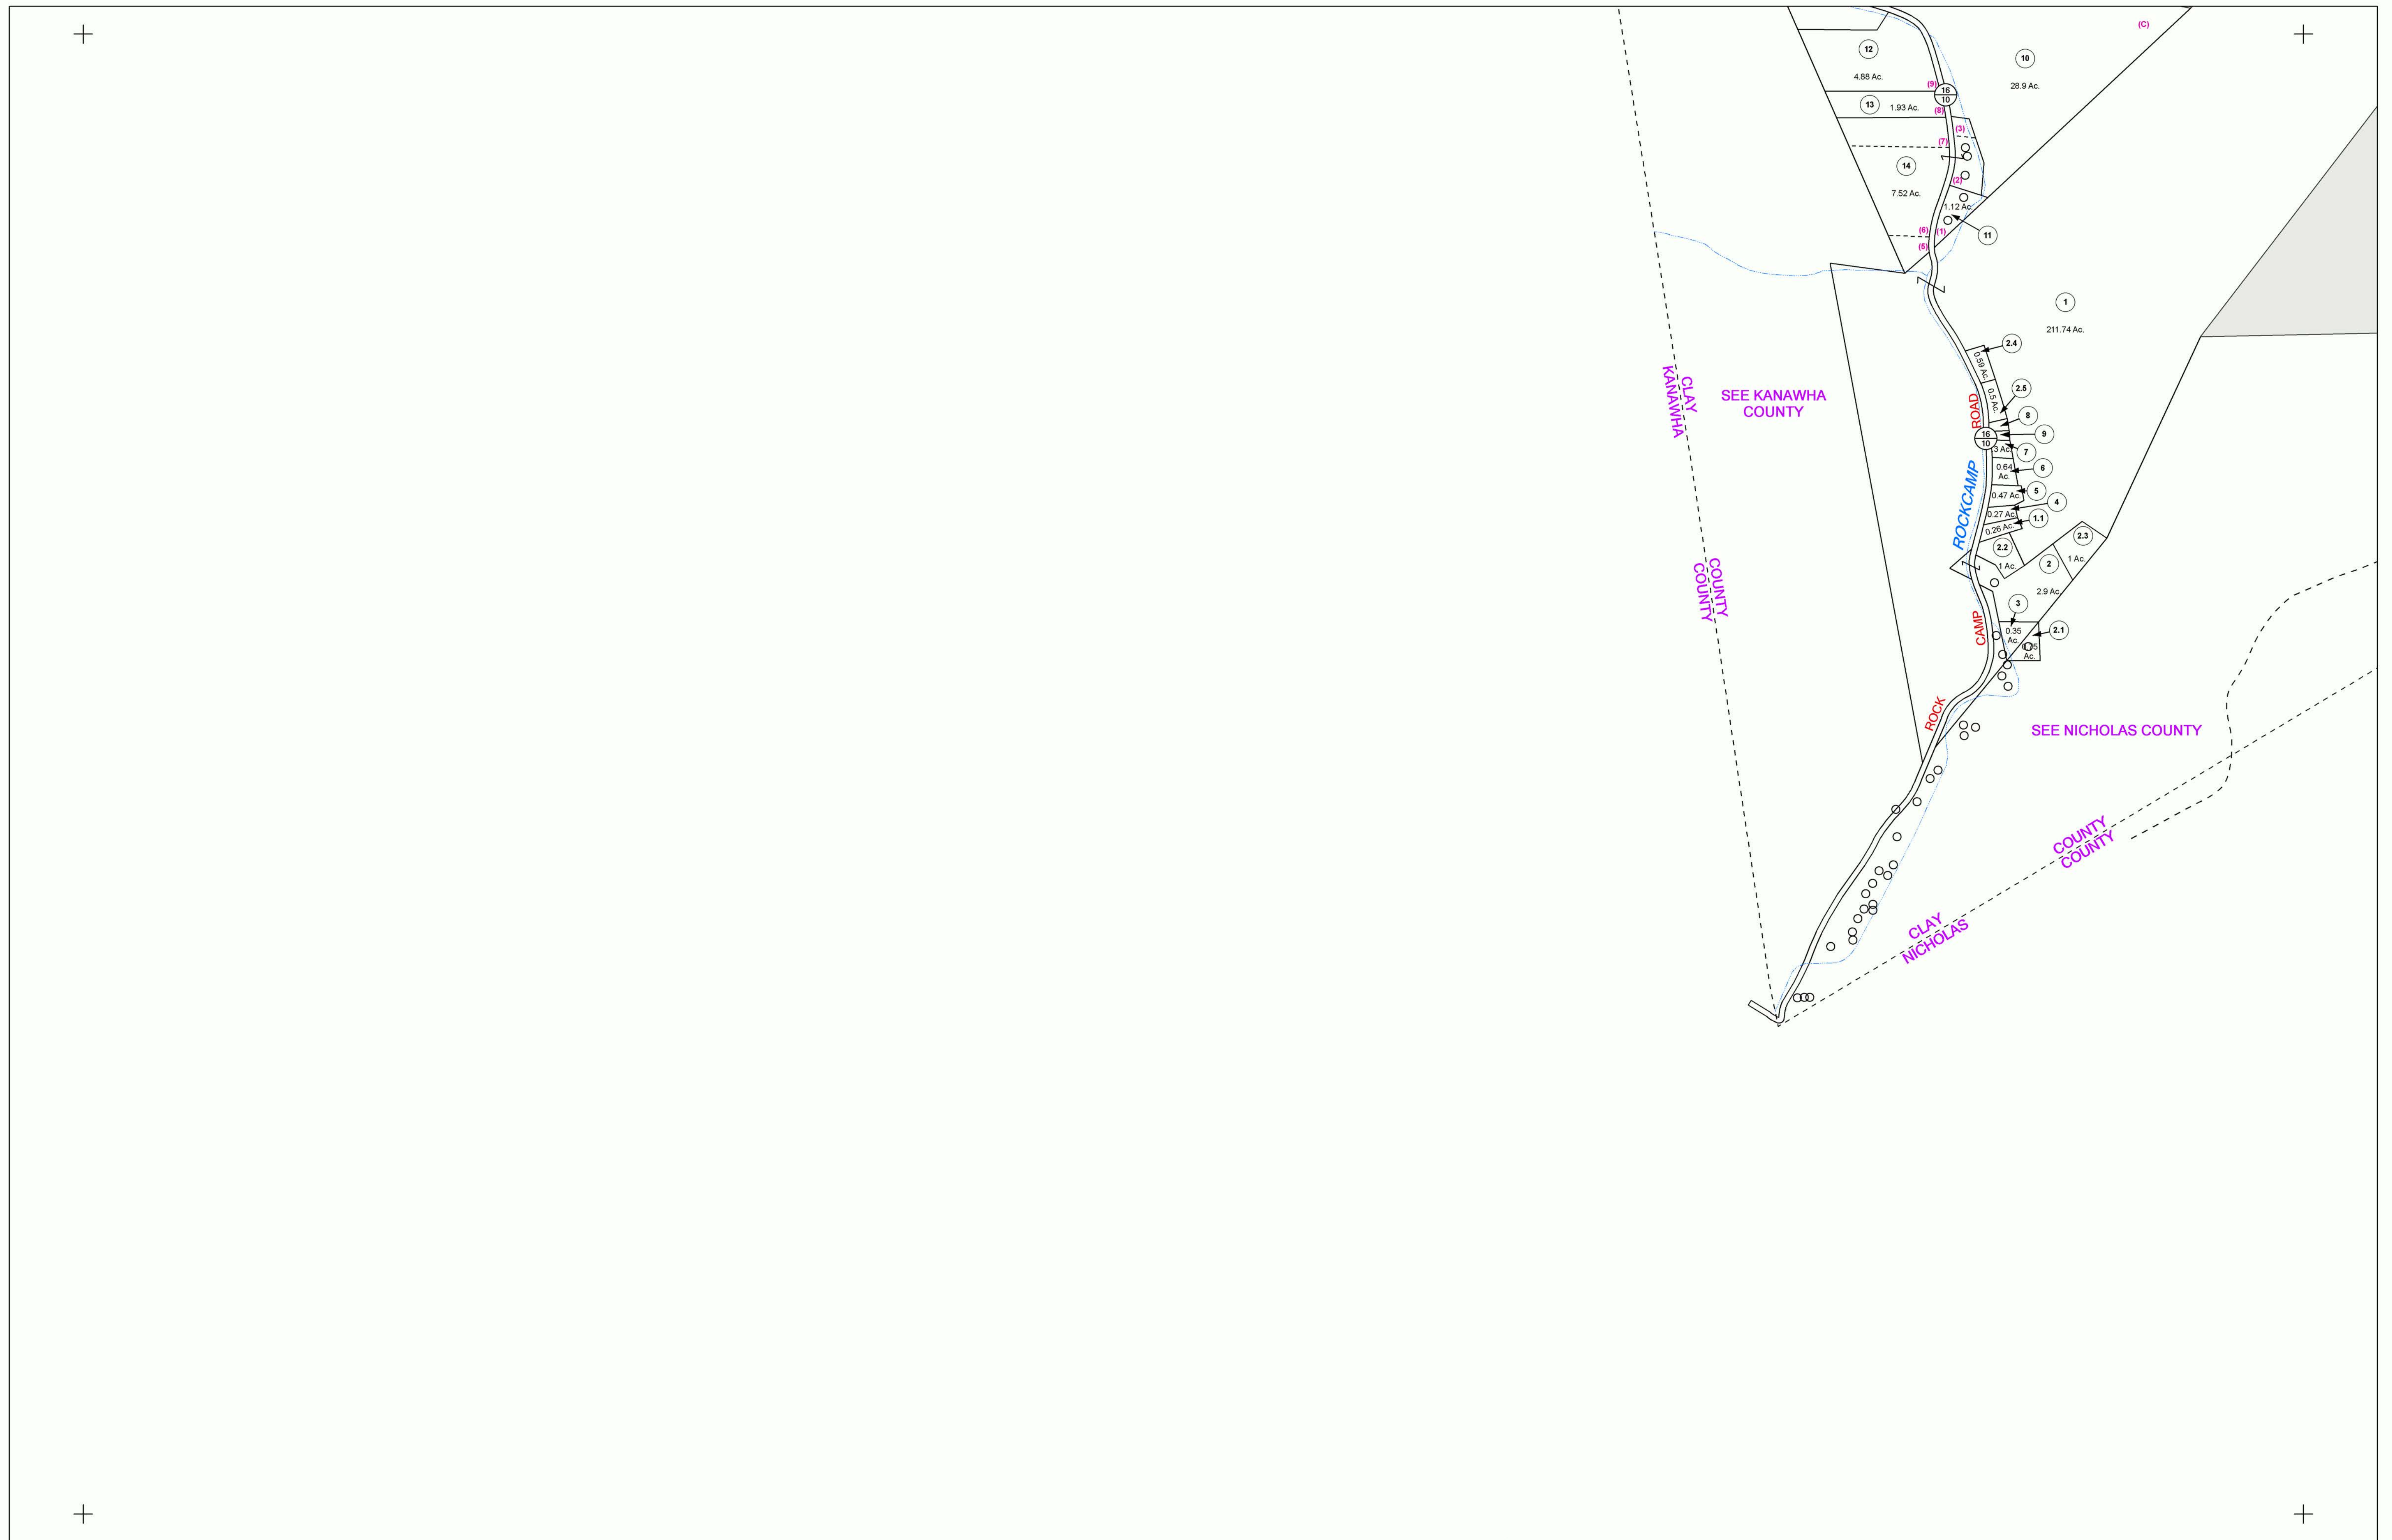 (C)
12
4.88 Ac.
10
28.9 Ac.
(9)
16
10
13
1.93 Ac.
(8)
(3)
(7)
14
7.52 Ac.
(2)
1.12 Ac.
(6)
(1)
11
(5)
1
211.74 Ac.
2.4
0.59 Ac.
2.5
0.5 Ac.
CLAY
KANAWHA
SEE KANAWHA
COUNTY
ROAD
8
16
10
9
3 Ac.
7
0.64
Ac.
6
ROCKCAMP
0.47 Ac.
5
0.27 Ac.
4
0.26 Ac.
1.1
2.2
1 Ac.
2.3
1 Ac.
2
2.9 Ac.
COUNTY
COUNTY
3
CAMP
0.35
Ac.
2.1
Ac.
ROCK
SEE NICHOLAS COUNTY
COUNTY
COUNTY
CLAY
NICHOLAS